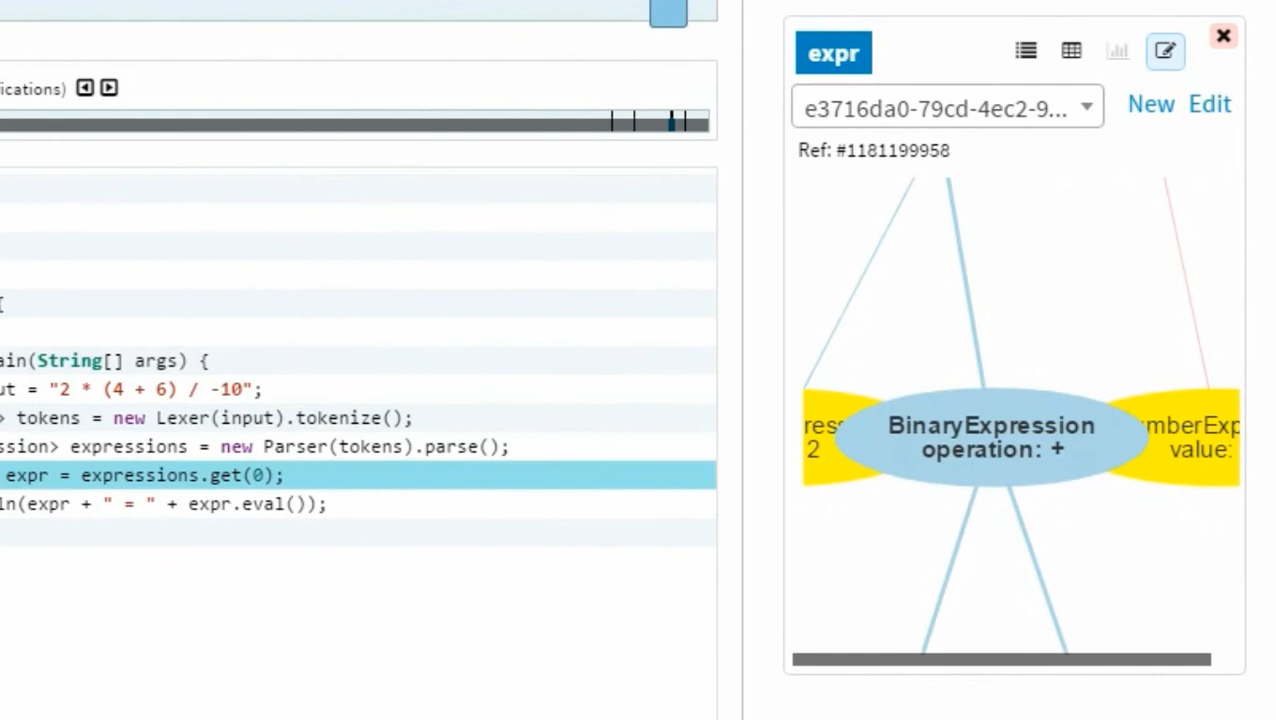 ications)
[
ain(String[] args) {
ut = "2 * (4 + 6) / -10";
> tokens = new Lexer(input).tokenize();
ssion> expressions = new Parser(tokens).parse();
expr = expressions.get(0);
ln(expr + " = " + expr.eval());
expr
e3716da0-79cd-4ec2-9...
New Edit
Ref: #1181199958
ress BinaryExpression mberExp
2 operation: + value: